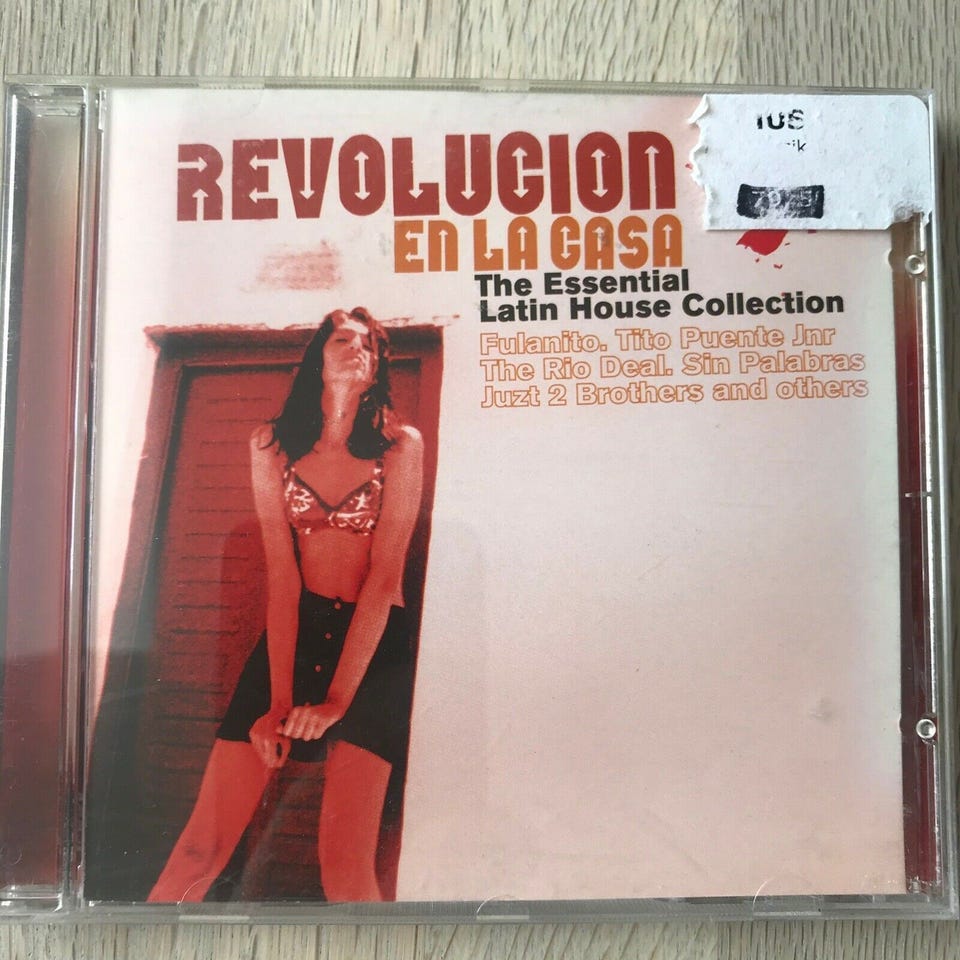 REVOLUCION
EN LA CASA
The Essential
Latin House Collection
Fulanito. Tito Puente Jnr
The Rio Deal. Sin Palabras
Juzt 2 Brothers and others